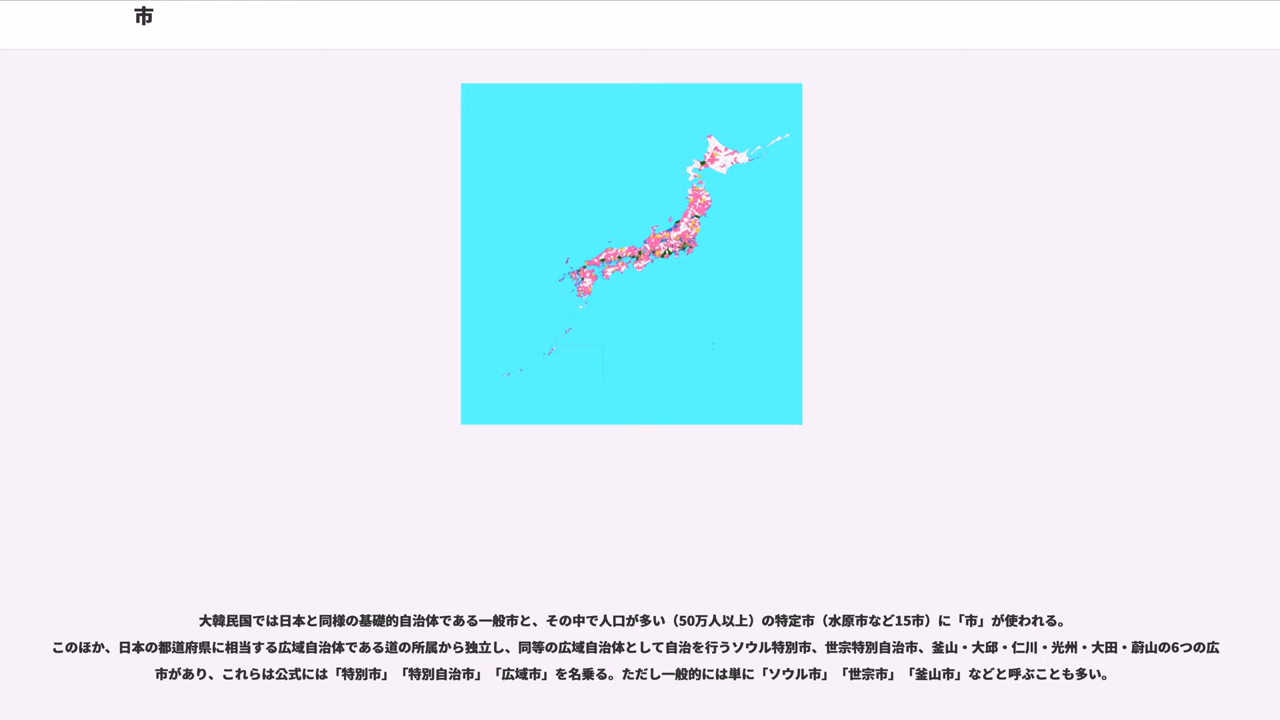 市
大韓民国では日本と同様の基礎的自治体である一般市と、その中で人口が多い（50万人以上）の特定市（水原市など15市）に「市」が使われる。
このほか、日本の都道府県に相当する広域自治体である道の所属から独立し、同等の広域自治体として自治を行うソウル特別市、世宗特別自治市、釜山・大邱・仁川・光州・大田・蔚山の6つの広
市があり、これらは公式には「特別市」「特別自治市」「広域市」を名乗る。ただし一般的には単に「ソウル市」「世宗市」「釜山市」などと呼ぶことも多い。